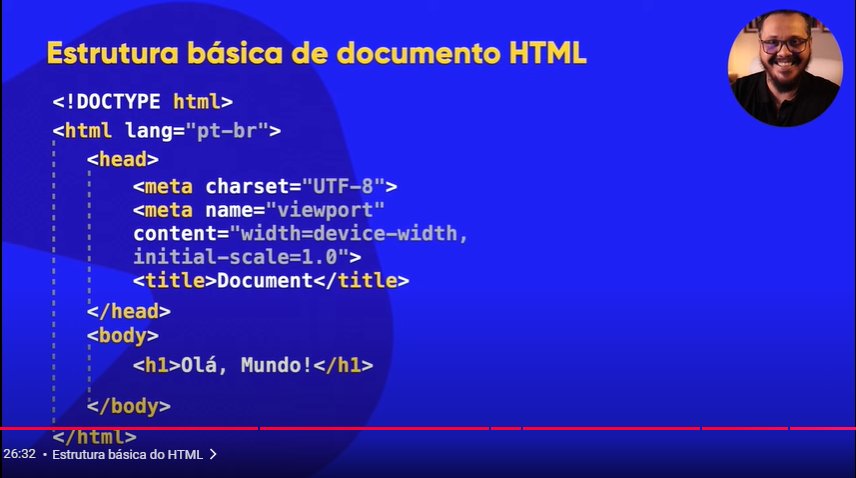 Estrutura básica de documento HTML
<!DOCTYPE html>
<html lang="pt-br">
<head>
<meta charset="UTF-8">
<meta name="viewport"
content="width=device-width,
initial-scale=1.0">
<title>Document</title>
</head>
<body>
<h1>Olá, Mundo!</h1>
</body>
</html>
26:32 • Estrutura básica do HTML >